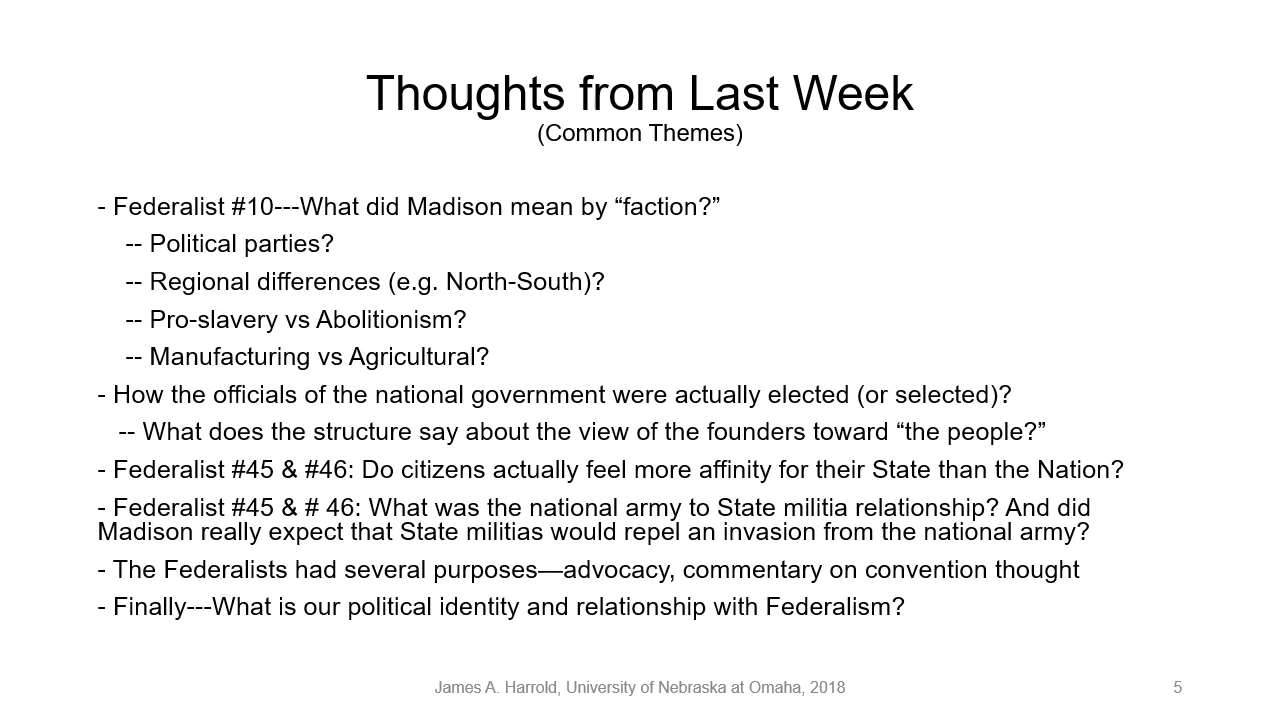 Thoughts from Last Week
(Common Themes)
- Federalist #10---What did Madison mean by “faction?”
-- Political parties?
-- Regional differences (e.g. North-South)?
-- Pro-slavery vs Abolitionism?
-- Manufacturing vs Agricultural?
- How the officials of the national government were actually elected (or selected)?
-- What does the structure say about the view of the founders toward “the people?”
- Federalist #45 & #46: Do citizens actually feel more affinity for their State than the Nation?
- Federalist #45 & # 46: What was the national army to State militia relationship? And did
Madison really expect that State militias would repel an invasion from the national army?
- The Federalists had several purposes—advocacy, commentary on convention thought
- Finally---What is our political identity and relationship with Federalism?
James A. Harrold, University of Nebraska at Omaha, 2018
5